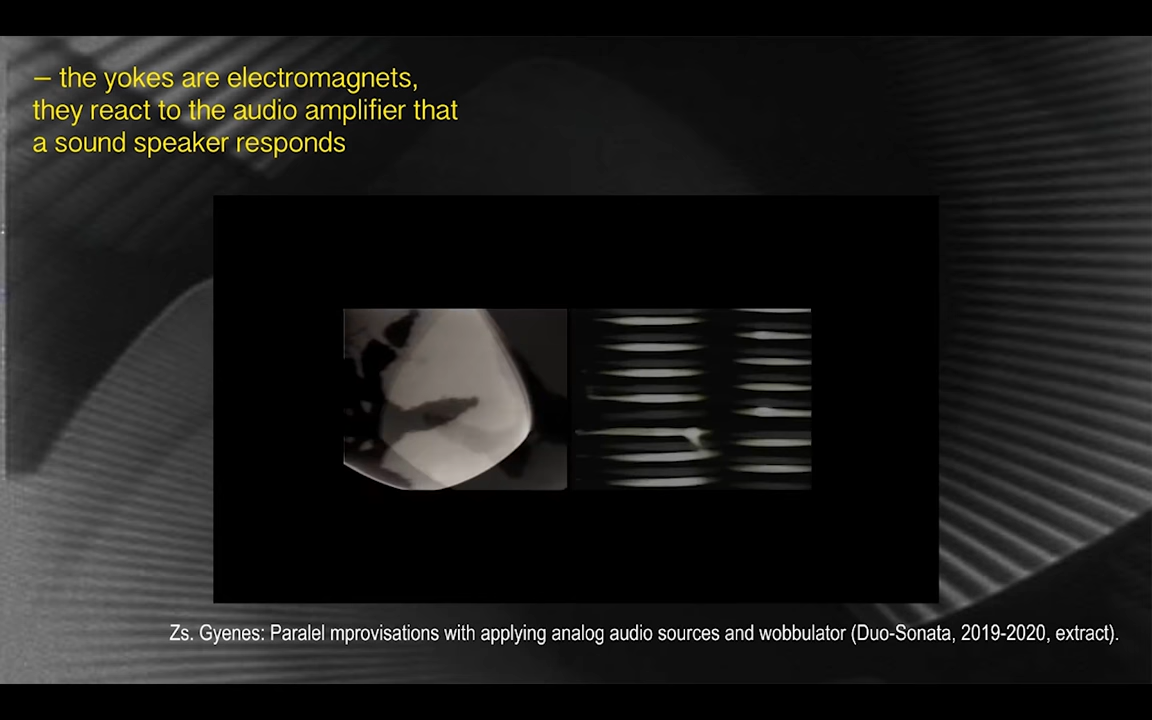 – the yokes are electromagnets,
they react to the audio amplifier that
a sound speaker responds
Zs. Gyenes: Paralel mprovisations with applying analog audio sources and wobbulator (Duo-Sonata, 2019-2020, extract).